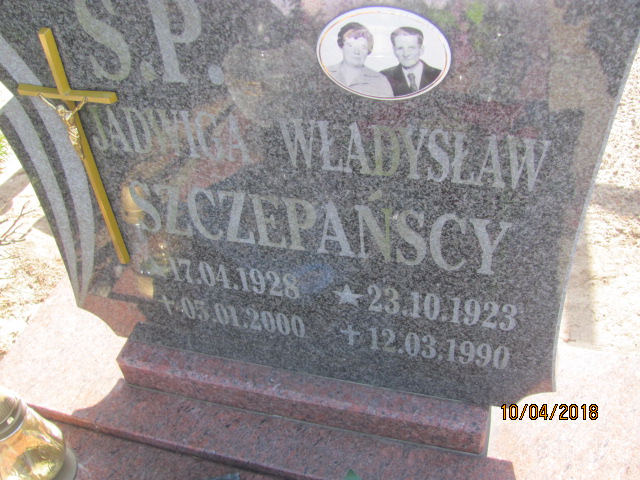 S.P.
JADWIGA WŁADYSŁAW
SZCZEPAŃSCY
17.04.1928 ★ 23.10.1923
+05.01.2000 +12.03.1990
10/04/2018